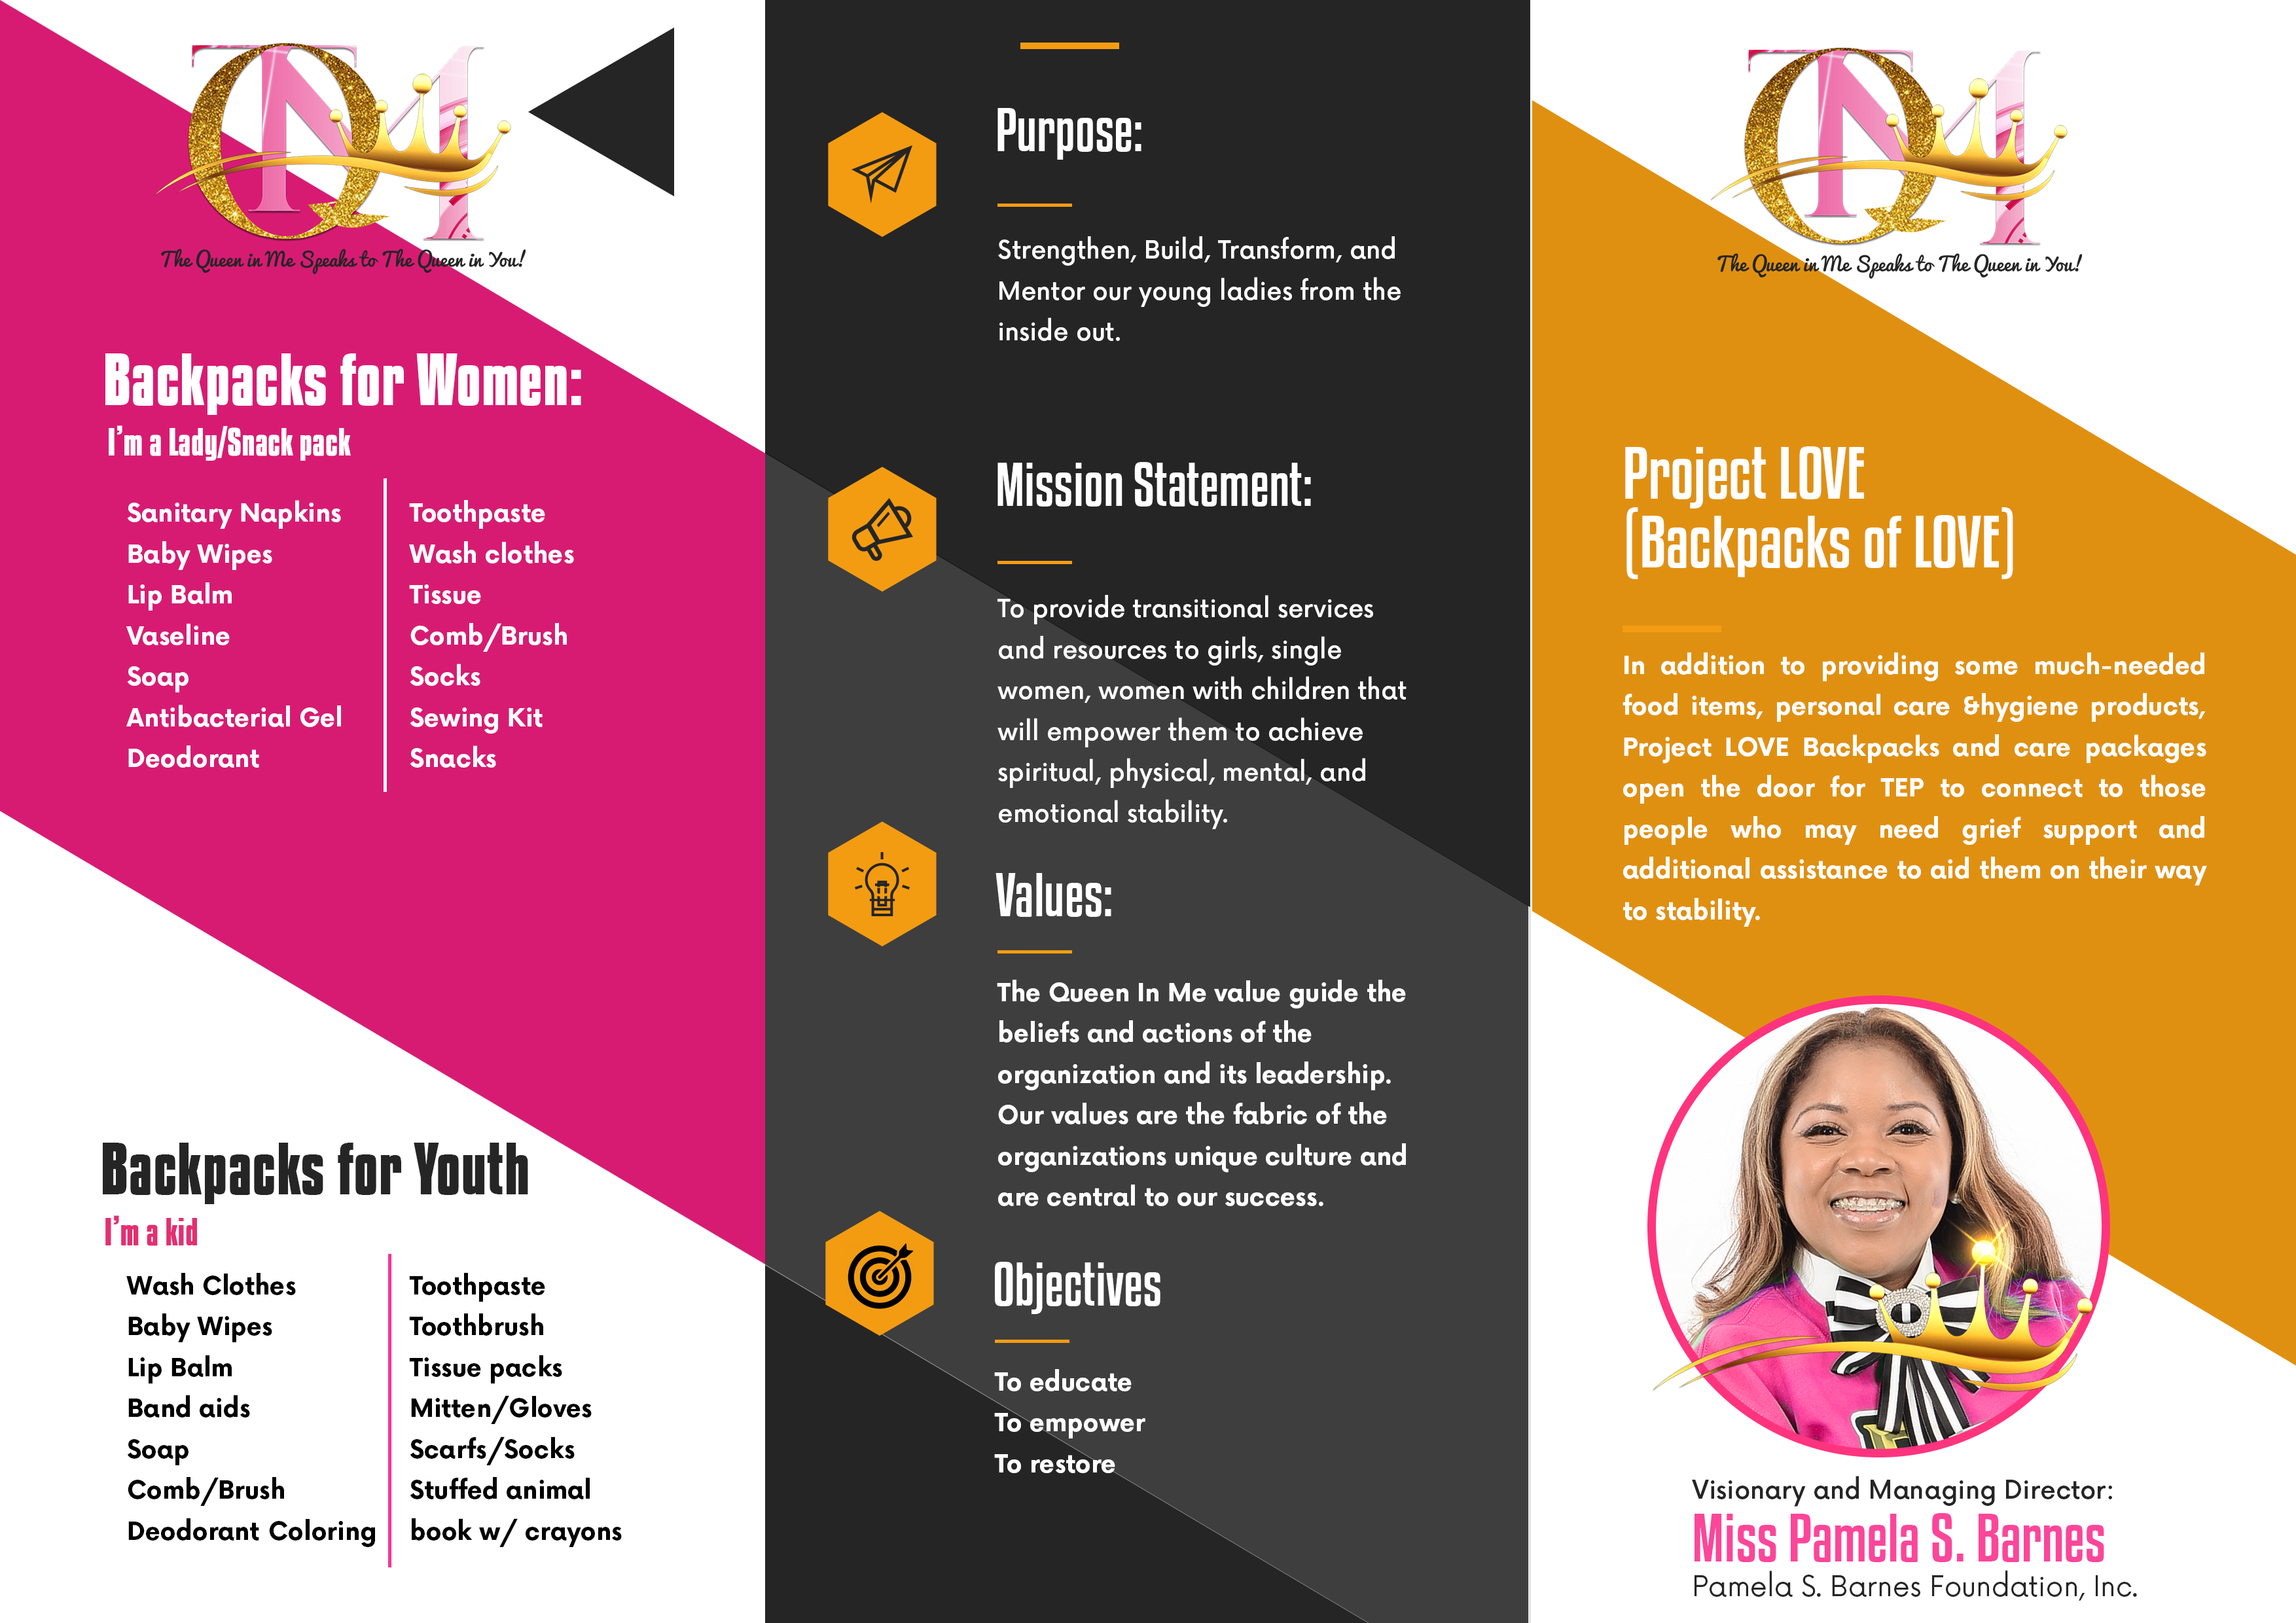 TQM
The Queen in Me Speaks to The Queen in You!
Backpacks for Women:
I'm a Lady/Snack pack
Sanitary Napkins
Baby Wipes
Lip Balm
Vaseline
Soap
Antibacterial Gel
Deodorant
Toothpaste
Wash clothes
Tissue
Comb/Brush
Socks
Sewing Kit
Snacks
Backpacks for Youth
I'm a kid
Wash Clothes
Baby Wipes
Lip Balm
Band aids
Soap
Comb/Brush
Deodorant Coloring
Toothpaste
Toothbrush
Tissue packs
Mitten/Gloves
Scarfs/Socks
Stuffed animal
book w/ crayons
Purpose:
Strengthen, Build, Transform, and
Mentor our young ladies from the
inside out.
Mission Statement:
To provide transitional services
and resources to girls, single
women, women with children that
will empower them to achieve
spiritual, physical, mental, and
emotional stability.
Values:
The Queen In Me value guide the
beliefs and actions of the
organization and its leadership.
Our values are the fabric of the
organizations unique culture and
are central to our success.
Objectives
To educate
To empower
To restore
TQM
The Queen in Me Speaks to The Queen in You!
Project LOVE
(Backpacks of LOVE)
In addition to providing some much-needed
food items, personal care &hygiene products,
Project LOVE Backpacks and care packages
open the door for TEP to connect to those
people who may need grief support and
additional assistance to aid them on their way
to stability.
Visionary and Managing Director:
Miss Pamela S. Barnes
Pamela S. Barnes Foundation, Inc.